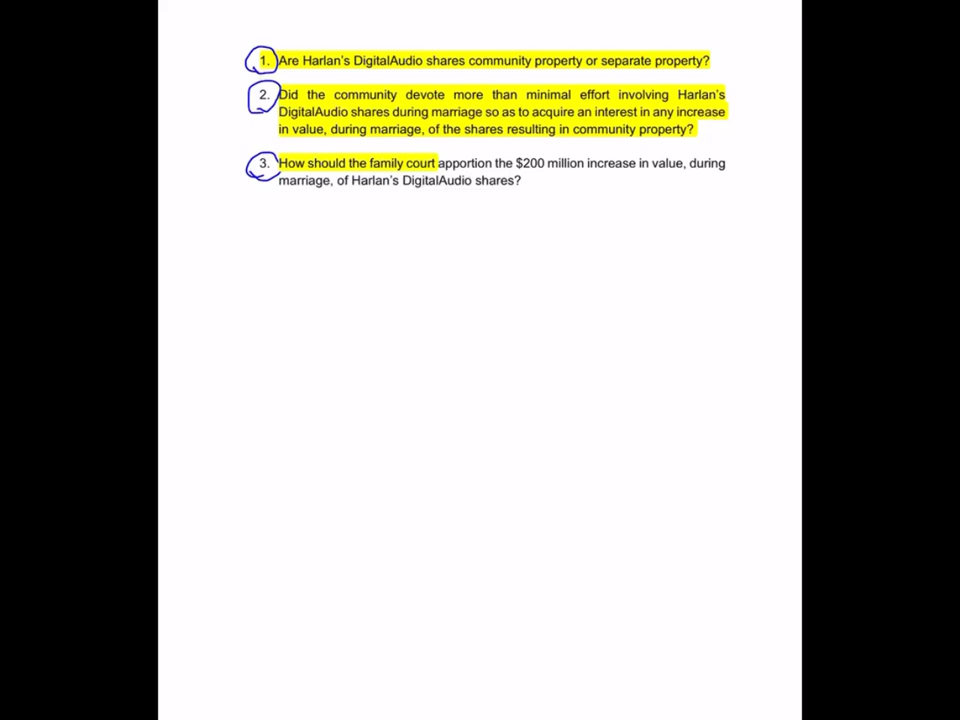 1. Are Harlan's DigitalAudio shares community property or separate property?
2. Did the community devote more than minimal effort involving Harlan's
DigitalAudio shares during marriage so as to acquire an interest in any increase
in value, during marriage, of the shares resulting in community property?
3. How should the family court apportion the $200 million increase in value, during
marriage, of Harlan's DigitalAudio shares?